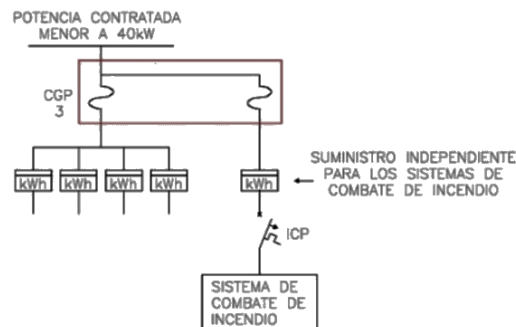 POTENCIA CONTRATADA
MENOR A 40kW
CGP
3
kWh kWh kWh kWh kWh
SUMINISTRO INDEPENDIENTE
PARA LOS SISTEMAS DE
COMBATE DE INCENDIO
ICP
SISTEMA DE
COMBATE DE
INCENDIO